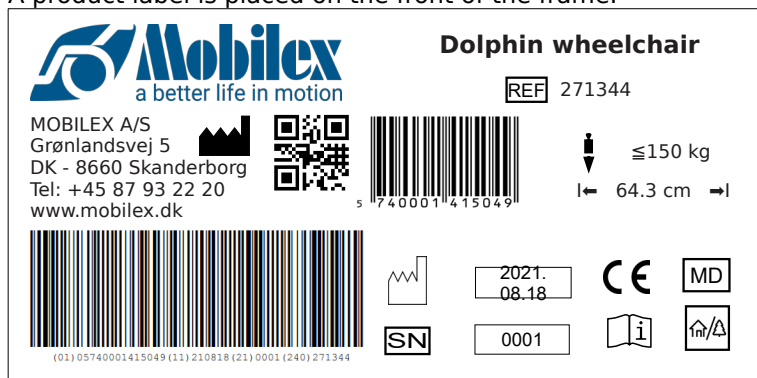 A product label is placed on the front of the frame.
Mobilex
a better life in motion
Dolphin wheelchair
REF 271344
MOBILEX A/S
Grønlandsvej 5
DK - 8660 Skanderborg
Tel: +45 87 93 22 20
www.mobilex.dk
5 740001 415049
≦150 kg
64.3 cm
2021.
08.18
CE
MD
SN
0001
i
(01)05740001415049(11)210818(21)0001(240)271344